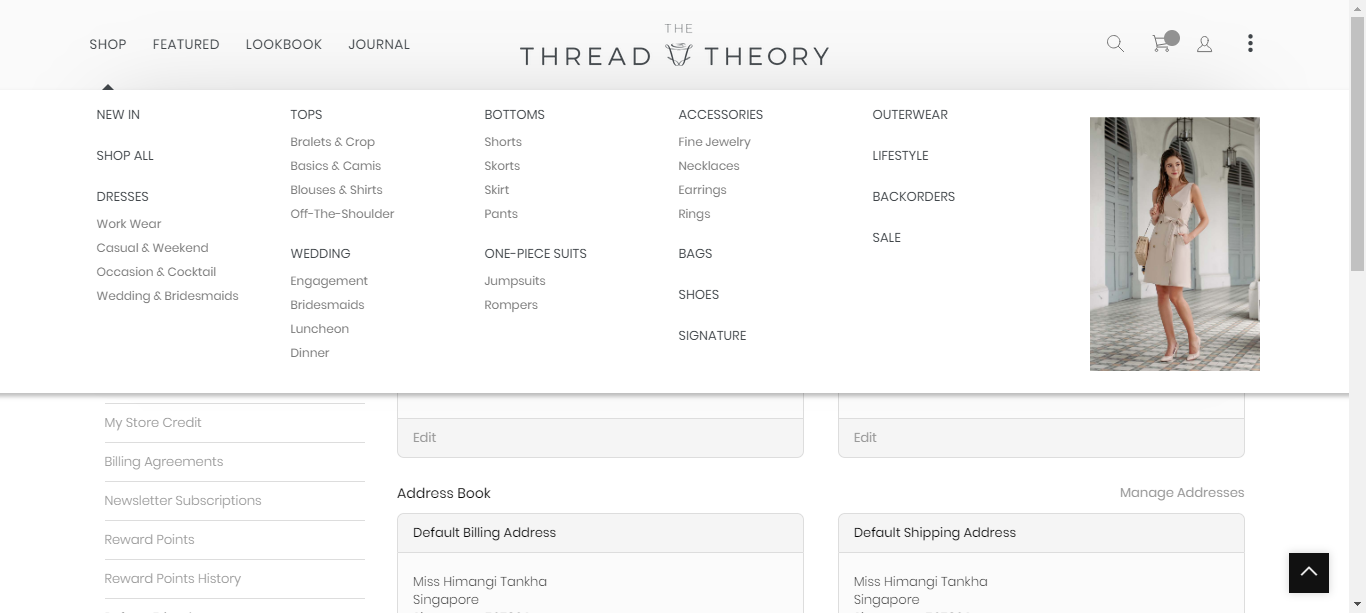 SHOP FEATURED LOOKBOOK JOURNAL
THE
THREAD THEORY
NEW IN
SHOP ALL
DRESSES
Work Wear
Casual & Weekend
Occasion & Cocktail
Wedding & Bridesmaids
TOPS
Bralets & Crop
Basics & Camis
Blouses & Shirts
Off-The-Shoulder
WEDDING
Engagement
Bridesmaids
Luncheon
Dinner
BOTTOMS
Shorts
Skorts
Skirt
Pants
ONE-PIECE SUITS
Jumpsuits
Rompers
ACCESSORIES
Fine Jewelry
Necklaces
Earrings
Rings
BAGS
SHOES
SIGNATURE
OUTERWEAR
LIFESTYLE
BACKORDERS
SALE
My Store Credit
Billing Agreements
Newsletter Subscriptions
Reward Points
Reward Points History
Edit
Edit
Address Book
Manage Addresses
Default Billing Address
Miss Himangi Tankha
Singapore
Default Shipping Address
Miss Himangi Tankha
Singapore